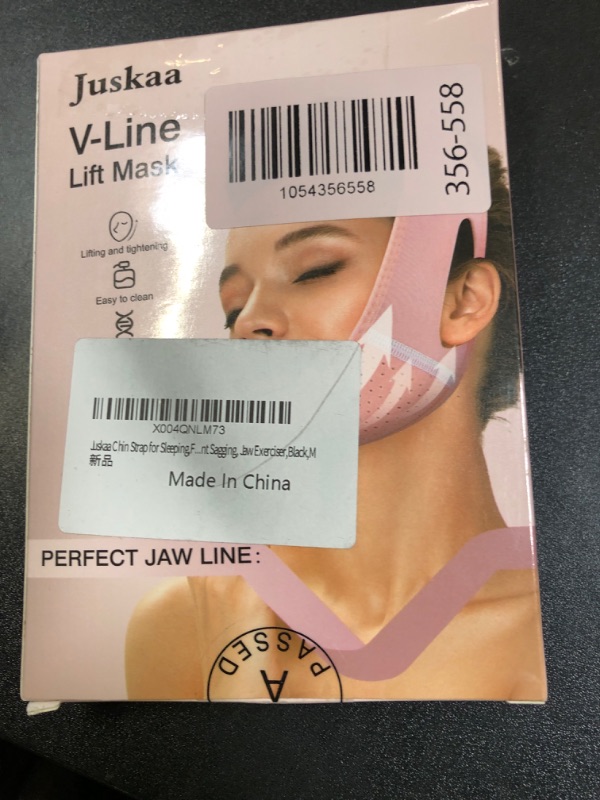 Juskaa
V-Line
Lift Mask
1054356558
356-558
Lifting and tightening
Easy to clean
X004QNLM73
Juskaa Chin Strap for Sleeping,F...nt Sagging, Jaw Exerciser,Black,M
新品
Made In China
PERFECT JAW LINE:
PASSED
A